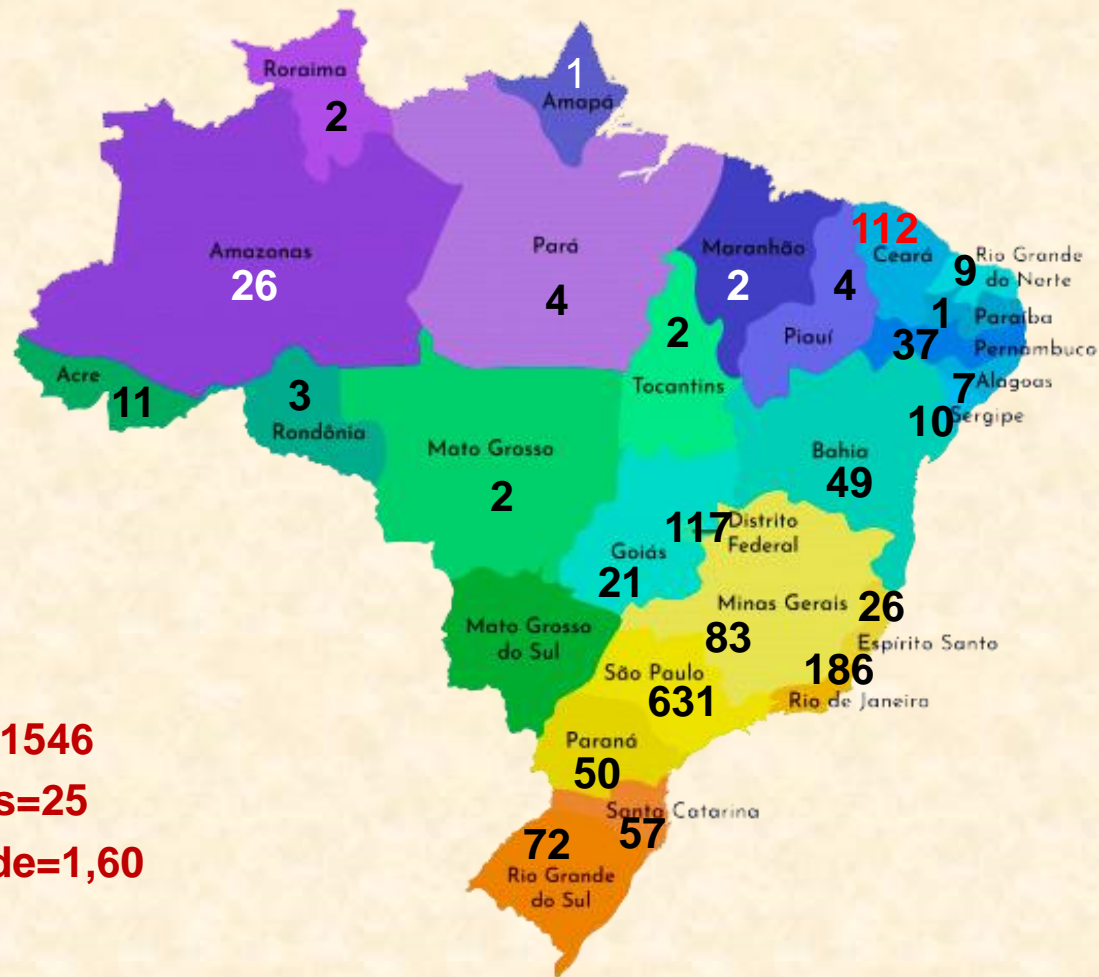 Roraima
2
1
Amapá
Amazonas
26
Pará
4
Maranhão
2
4
Piauí
112
Ceará
9
Rio Grande
do Norte
1
Paraíba
37
Pernambuco
7
Alagoas
10
Sergipe
Acre
11
3
Rondônia
Mato Grosso
2
2
Tocantins
Bahia
49
117
Distrito
Federal
Goiás
21
Minas Gerais
83
26
Espírito Santo
186
Rio de Janeiro
Mato Grosso
do Sul
São Paulo
631
Paraná
50
Santa Catarina
57
72
Rio Grande
do Sul
1546
s=25
de=1,60